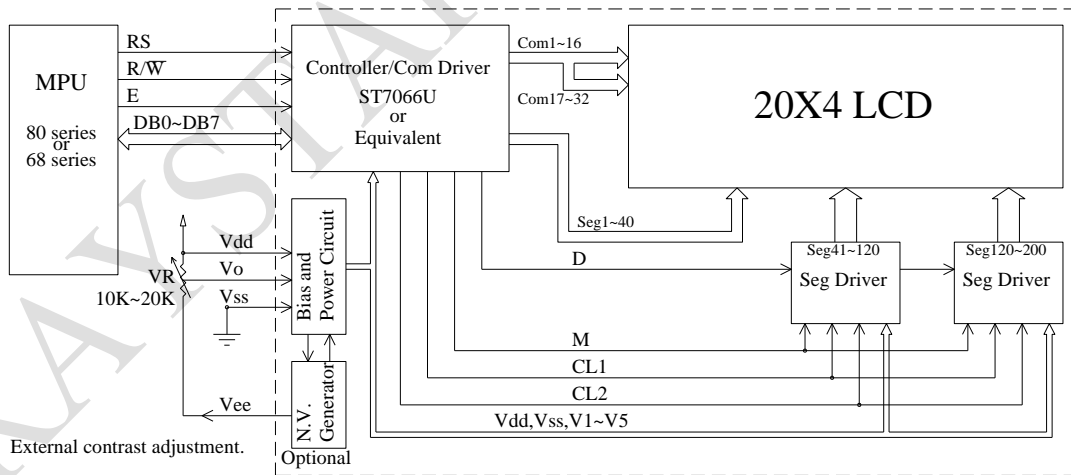 RS
R/W
E
DB0~DB7
MPU
80 series
or
68 series
Controller/Com Driver
ST7066U
or
Equivalent
Com1~16
Com17~32
20X4 LCD
Seg1~40
Seg41~120
Seg Driver
Seg120~200
Seg Driver
D
Vdd
Vo
Vss
VR
10K~20K
Bias and
Power Circuit
M
CL1
CL2
Vdd,Vss,V1~V5
N.V.
Generator
Vee
Optional
External contrast adjustment.